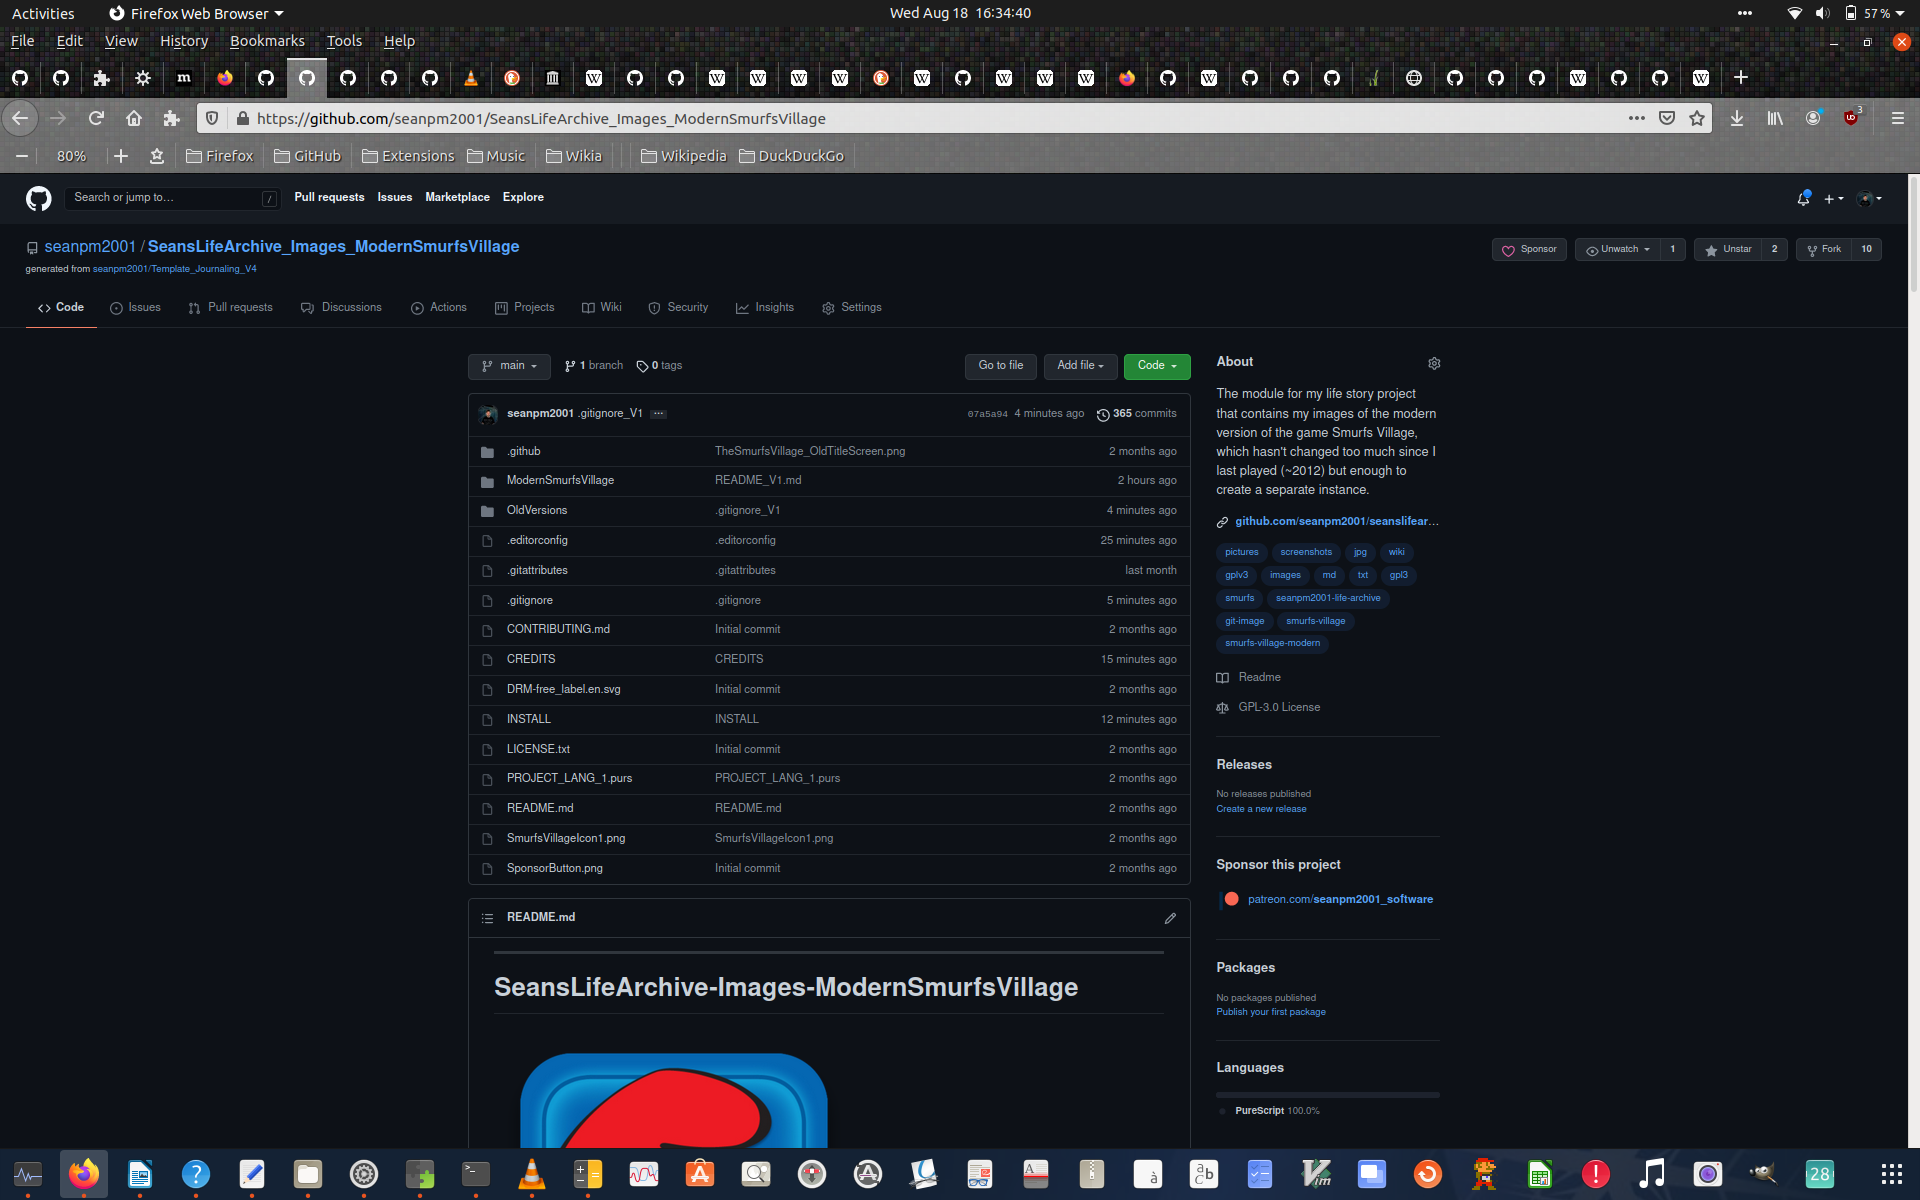 Activities Firefox Web Browser Wed Aug 18 16:34:40 57 %
File Edit View History Bookmarks Tools Help
https://github.com/seanpm2001/SeansLifeArchive_Images_ModernSmurfsVillage 3
80% Firefox GitHub Extensions Music Wikia Wikipedia DuckDuckGo
Search or jump to… / Pull requests Issues Marketplace Explore
seanpm2001 / SeansLifeArchive_Images_ModernSmurfsVillage Sponsor Unwatch 1 Unstar 2 Fork 10
generated from seanpm2001/Template_Journaling_V4
Code Issues Pull requests Discussions Actions Projects Wiki Security Insights Settings
main 1 branch 0 tags Go to file Add file Code
seanpm2001 .gitignore_V1 ... 07a5a94 4 minutes ago 365 commits
.github TheSmurfsVillage_OldTitleScreen.png 2 months ago
ModernSmurfsVillage README_V1.md 2 hours ago
OldVersions .gitignore_V1 4 minutes ago
.editorconfig .editorconfig 25 minutes ago
.gitattributes .gitattributes last month
.gitignore .gitignore 5 minutes ago
CONTRIBUTING.md Initial commit 2 months ago
CREDITS CREDITS 15 minutes ago
DRM-free_label.en.svg Initial commit 2 months ago
INSTALL INSTALL 12 minutes ago
LICENSE.txt Initial commit 2 months ago
PROJECT_LANG_1.purs PROJECT_LANG_1.purs 2 months ago
README.md README.md 2 months ago
SmurfsVillageIcon1.png SmurfsVillageIcon1.png 2 months ago
SponsorButton.png Initial commit 2 months ago
README.md
SeansLifeArchive-Images-ModernSmurfsVillage
About
The module for my life story project
that contains my images of the modern
version of the game Smurfs Village,
which hasn't changed too much since I
last played (~2012) but enough to
create a separate instance.
github.com/seanpm2001/seanslifear…
pictures screenshots jpg wiki
gplv3 images md txt gpl3
smurfs seanpm2001-life-archive
git-image smurfs-village
smurfs-village-modern
Readme
GPL-3.0 License
Releases
No releases published
Create a new release
Sponsor this project
patreon.com/seanpm2001_software
Packages
No packages published
Publish your first package
Languages
PureScript 100.0%
28